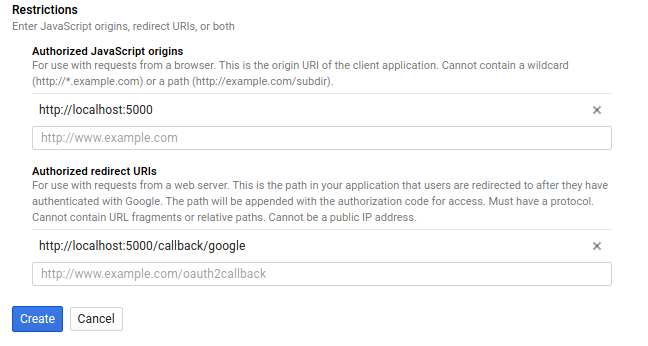 Restrictions
Enter JavaScript origins, redirect URIs, or both
Authorized JavaScript origins
For use with requests from a browser. This is the origin URI of the client application. Cannot contain a wildcard
(http://*.example.com) or a path (http://example.com/subdir).
http://localhost:5000
http://www.example.com
Authorized redirect URIs
For use with requests from a web server. This is the path in your application that users are redirected to after they have
authenticated with Google. The path will be appended with the authorization code for access. Must have a protocol.
Cannot contain URL fragments or relative paths. Cannot be a public IP address.
http://localhost:5000/callback/google
http://www.example.com/oauth2callback
Create Cancel